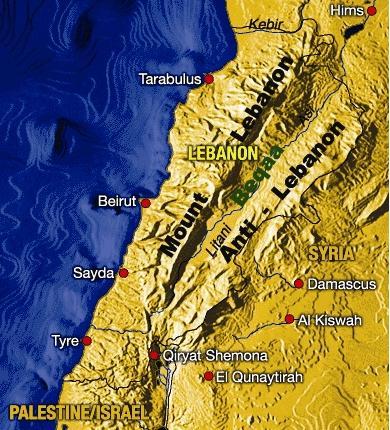 Hims
Kebir
Tarabulus
Mount Lebanon
LEBANON
Beqaa
Anti - Lebanon
Litani
Beirut
SYRIA
Sayda
Damascus
Al Kiswah
Tyre
Qiryat Shemona
El Qunaytirah
PALESTINE/ISRAEL